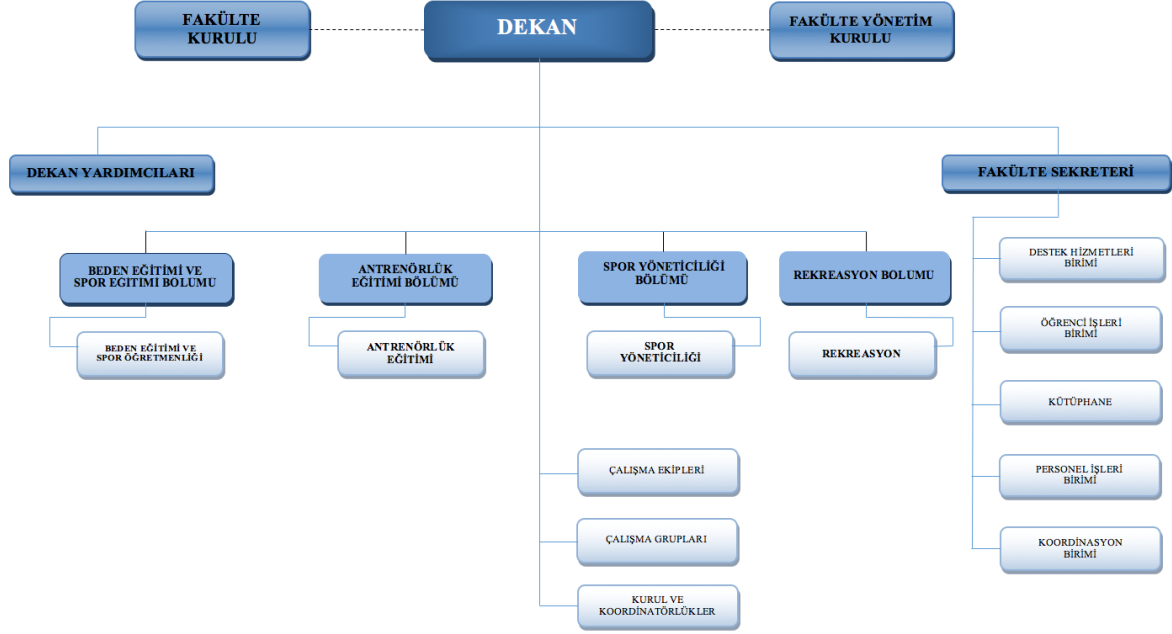 FAKÜLTE
KURULU
DEKAN
FAKÜLTE YÖNETİM
KURULU
DEKAN YARDIMCILARI
FAKÜLTE SEKRETERİ
BEDEN EĞİTİMİ VE
SPOR EGITIMI BOLUMU
ANTRENÖRLÜK
EĞİTİMİ BÖLÜMÜ
SPOR YÖNETİCİLİĞİ
BÖLÜMÜ
REKREASYON BOLUMU
BEDEN EĞİTİMİ VE
SPOR ÖĞRETMENLİĞİ
ANTRENÖRLÜK
EĞİTİMİ
SPOR
YÖNETİCİLİĞİ
REKREASYON
DESTEK HİZMETLERİ
BİRİMİ
ÖĞRENCİ İŞLERİ
BİRİMİ
KÜTÜPHANE
PERSONEL İŞLERİ
BİRİMİ
KOORDİNASYON
BİRİMİ
ÇALIŞMA EKİPLERİ
ÇALIŞMA GRUPLARI
KURUL VE
KOORDİNATÖRLÜKLER